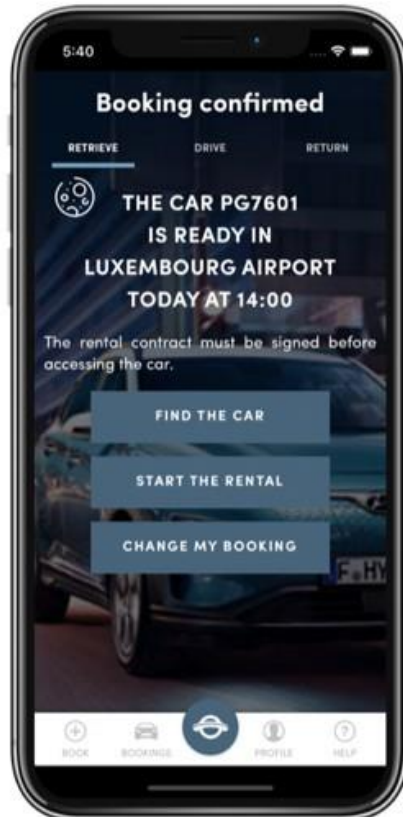 5:40
Booking confirmed
RETRIEVE DRIVE RETURN
THE CAR PG7601
IS READY IN
LUXEMBOURG AIRPORT
TODAY AT 14:00
The rental contract must be signed before
accessing the car.
FIND THE CAR
START THE RENTAL
CHANGE MY BOOKING
F HY
BOOK BOOKINGS PROFILE HELP